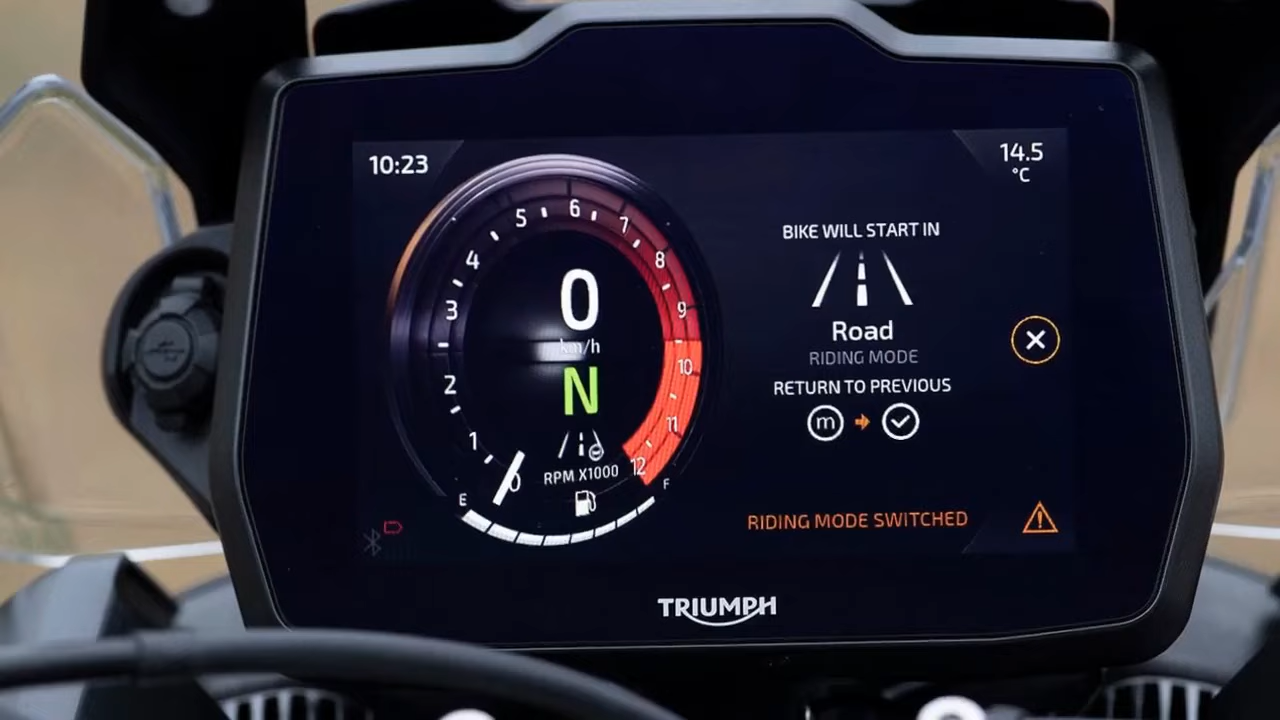 10:23
14.5
°C
0
km/h
N
RPM X1000
0
1
2
3
4
5
6
7
8
9
10
11
12
E
F
BIKE WILL START IN
Road
RIDING MODE
RETURN TO PREVIOUS
m
RIDING MODE SWITCHED
TRIUMPH